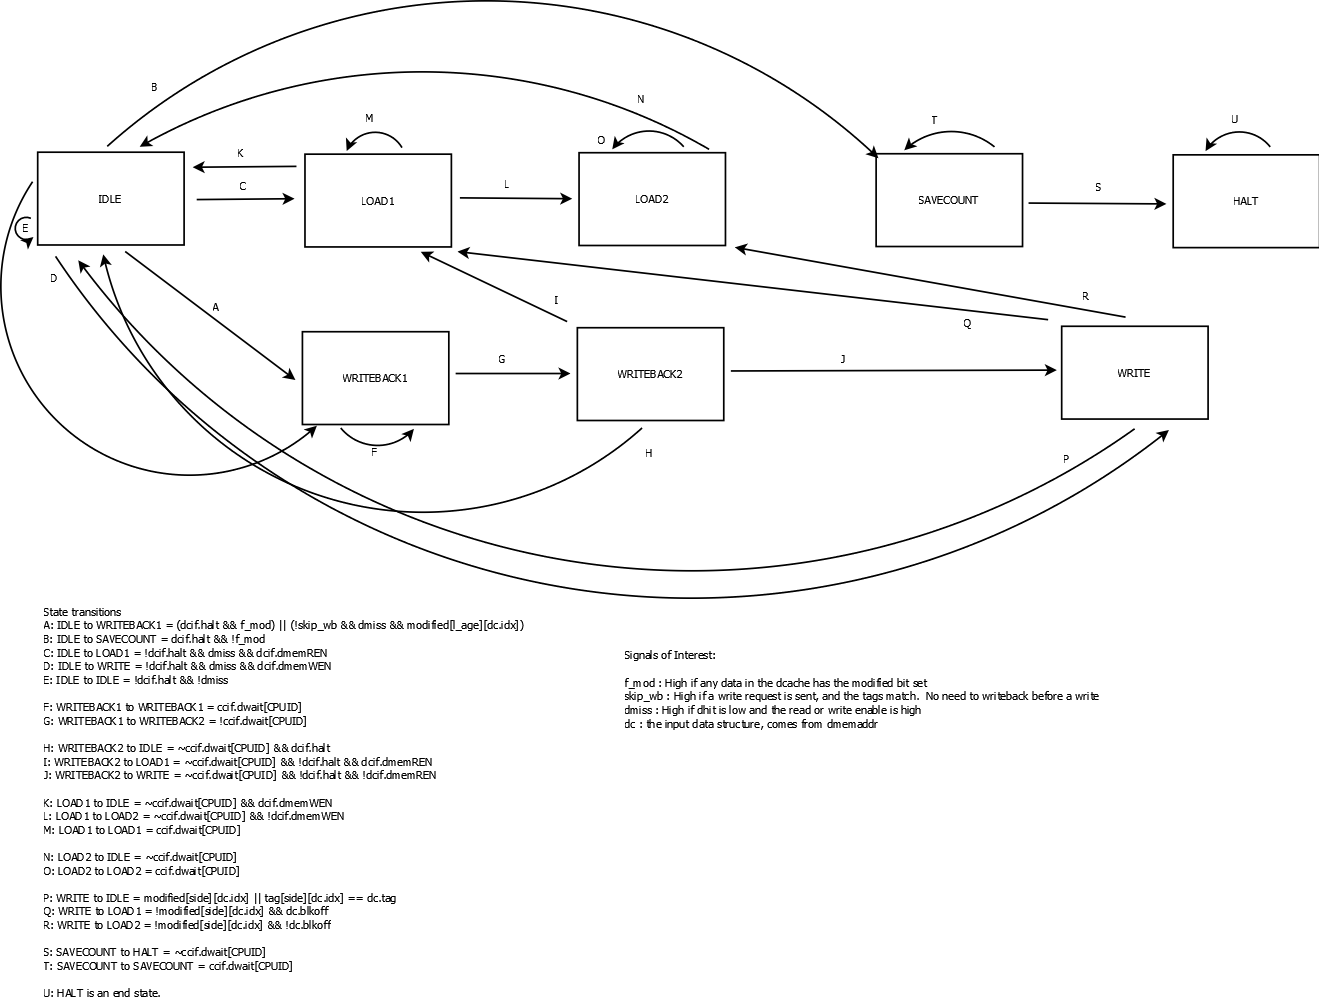 B
N
M
O
T
U
K
C
L
S
IDLE
LOAD1
LOAD2
SAVECOUNT
HALT
E
D
A
I
R
Q
G
J
WRITEBACK1
WRITEBACK2
WRITE
F
H
P
State transitions
A: IDLE to WRITEBACK1 = (dcif.halt && f_mod) || (!skip_wb && dmiss && modified[l_age][dc.idx])
B: IDLE to SAVECOUNT = dcif.halt && !f_mod
C: IDLE to LOAD1 = !dcif.halt && dmiss && dcif.dmemREN
D: IDLE to WRITE = !dcif.halt && dmiss && dcif.dmemWEN
E: IDLE to IDLE = !dcif.halt && !dmiss
F: WRITEBACK1 to WRITEBACK1 = ccif.dwait[CPUID]
G: WRITEBACK1 to WRITEBACK2 = !ccif.dwait[CPUID]
H: WRITEBACK2 to IDLE = ~ccif.dwait[CPUID] && dcif.halt
I: WRITEBACK2 to LOAD1 = ~ccif.dwait[CPUID] && !dcif.halt && dcif.dmemREN
J: WRITEBACK2 to WRITE = ~ccif.dwait[CPUID] && !dcif.halt && !dcif.dmemREN
K: LOAD1 to IDLE = ~ccif.dwait[CPUID] && dcif.dmemWEN
L: LOAD1 to LOAD2 = ~ccif.dwait[CPUID] && !dcif.dmemWEN
M: LOAD1 to LOAD1 = ccif.dwait[CPUID]
N: LOAD2 to IDLE = ~ccif.dwait[CPUID]
O: LOAD2 to LOAD2 = ccif.dwait[CPUID]
P: WRITE to IDLE = modified[side][dc.idx] || tag[side][dc.idx] == dc.tag
Q: WRITE to LOAD1 = !modified[side][dc.idx] && dc.blkoff
R: WRITE to LOAD2 = !modified[side][dc.idx] && !dc.blkoff
S: SAVECOUNT to HALT = ~ccif.dwait[CPUID]
T: SAVECOUNT to SAVECOUNT = ccif.dwait[CPUID]
U: HALT is an end state.
Signals of Interest:
f_mod : High if any data in the dcache has the modified bit set
skip_wb : High if a write request is sent, and the tags match. No need to writeback before a write
dmiss : High if dhit is low and the read or write enable is high
dc : the input data structure, comes from dmemaddr